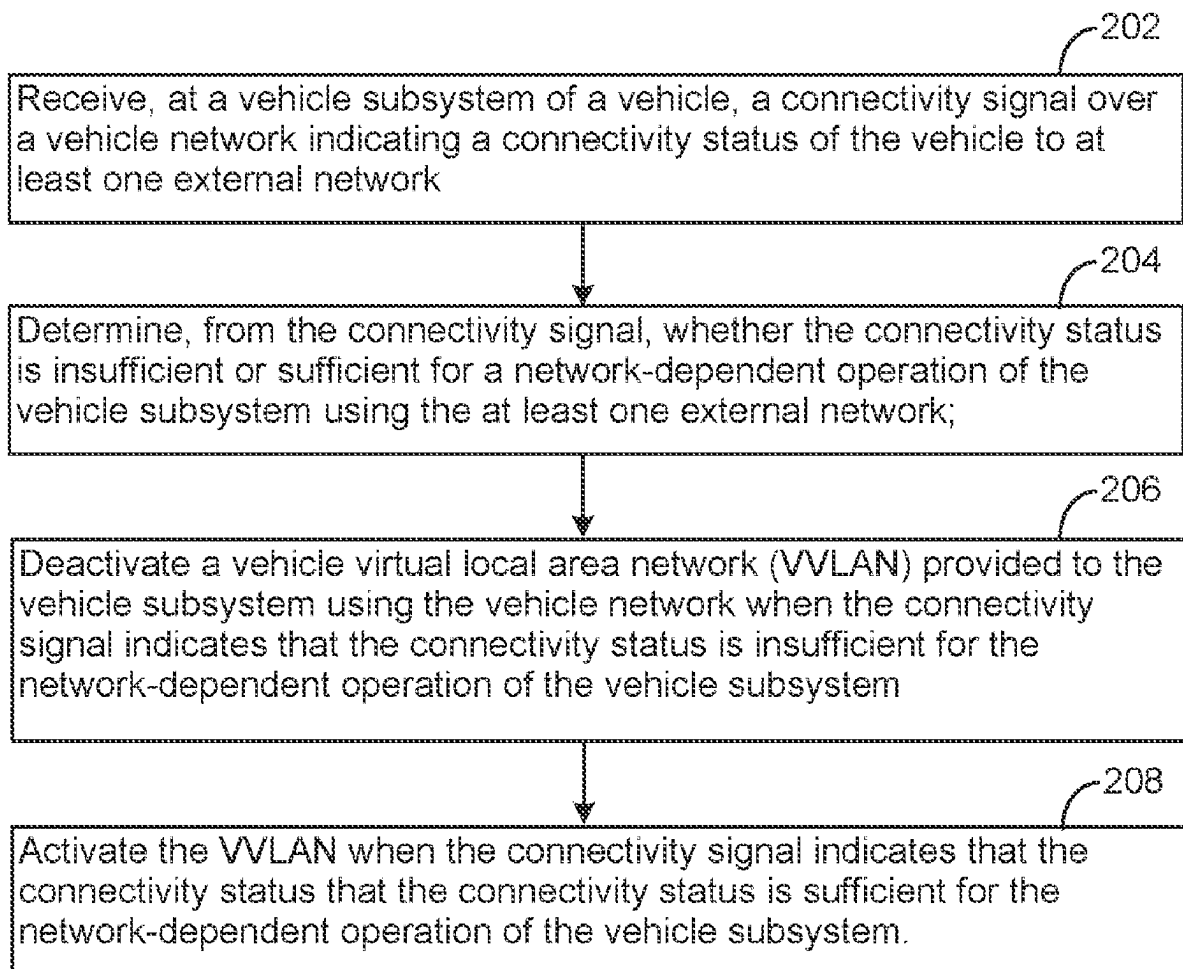 202
Receive, at a vehicle subsystem of a vehicle, a connectivity signal over
a vehicle network indicating a connectivity status of the vehicle to at
least one external network
204
Determine, from the connectivity signal, whether the connectivity status
is insufficient or sufficient for a network-dependent operation of the
vehicle subsystem using the at least one external network;
206
Deactivate a vehicle virtual local area network (VVLAN) provided to the
vehicle subsystem using the vehicle network when the connectivity
signal indicates that the connectivity status is insufficient for the
network-dependent operation of the vehicle subsystem
208
Activate the VVLAN when the connectivity signal indicates that the
connectivity status that the connectivity status is sufficient for the
network-dependent operation of the vehicle subsystem.